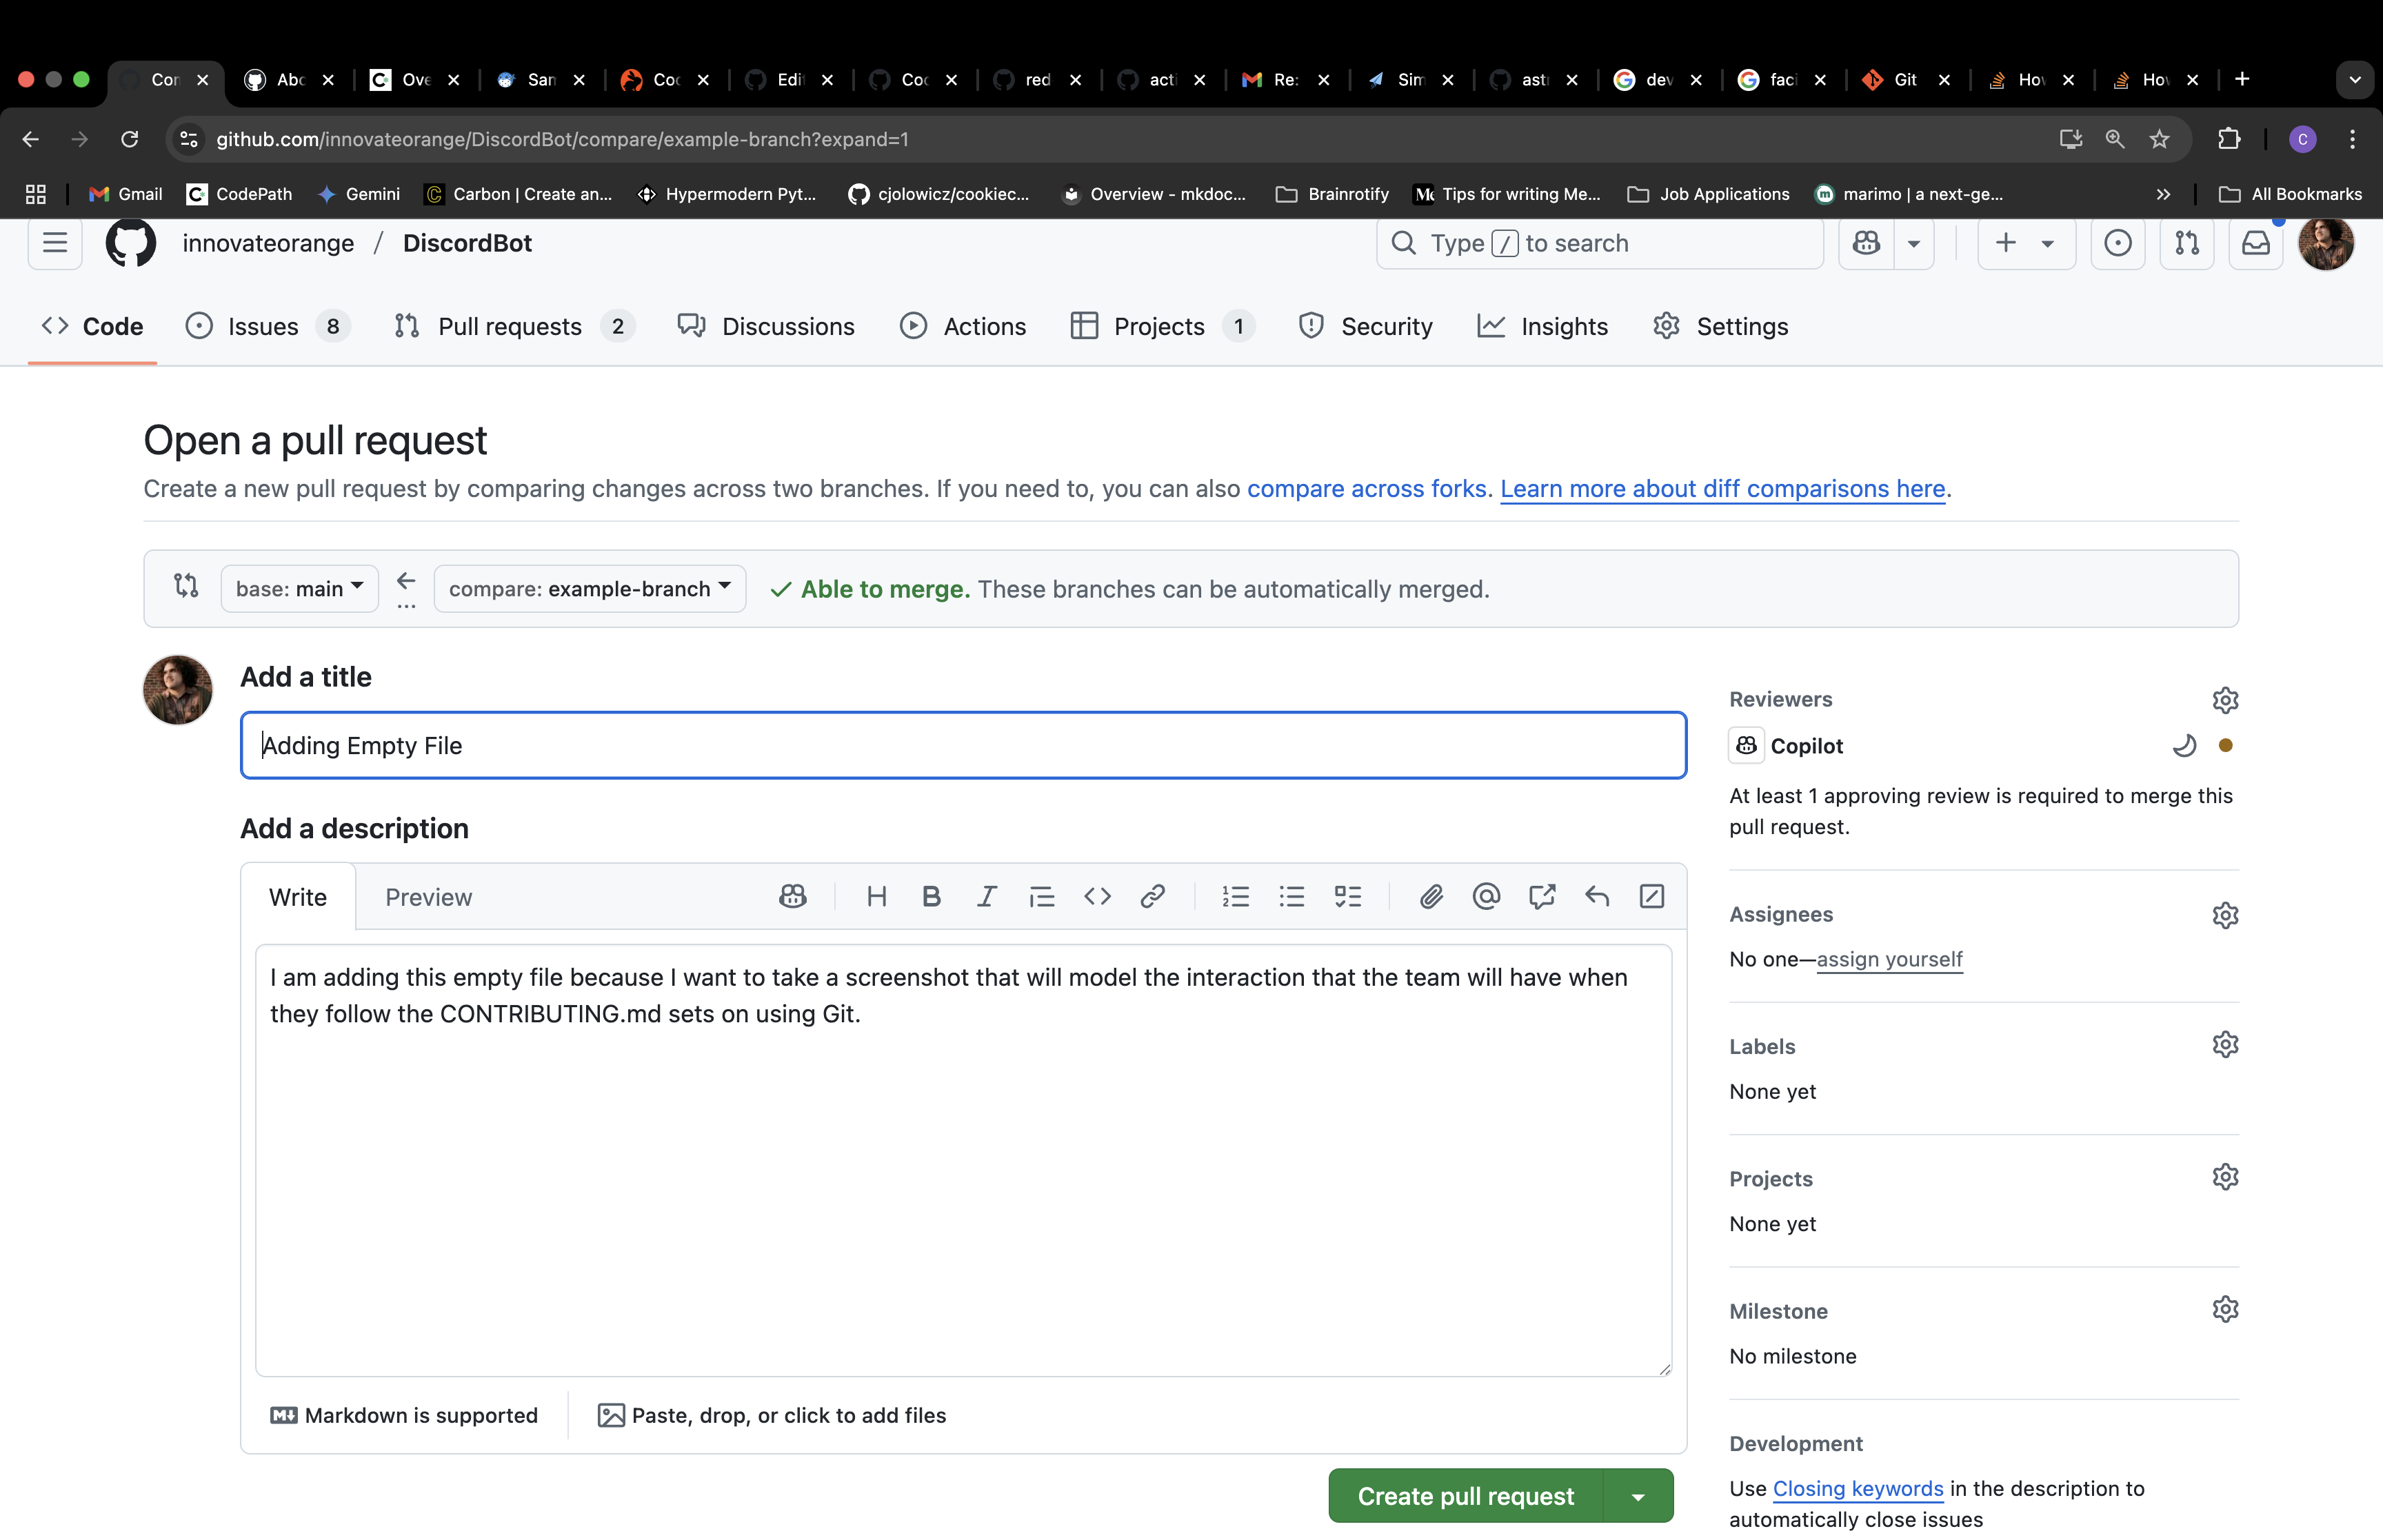 Con
Abc
Ove
San
Coc
Edi
Coc
red
acti
Re:
Sim
ast
dev
faci
Git
Hov
Hov
github.com/innovateorange/DiscordBot/compare/example-branch?expand=1
C
Gmail
CodePath
Gemini
Carbon | Create an...
Hypermodern Pyt...
cjolowicz/cookiec...
Overview - mkdoc...
Brainrotify
Tips for writing Me...
Job Applications
marimo | a next-ge...
All Bookmarks
innovateorange / DiscordBot
Type / to search
Code
Issues 8
Pull requests 2
Discussions
Actions
Projects 1
Security
Insights
Settings
Open a pull request
Create a new pull request by comparing changes across two branches. If you need to, you can also compare across forks. Learn more about diff comparisons here.
base: main
...
compare: example-branch
Able to merge. These branches can be automatically merged.
Add a title
Adding Empty File
Add a description
Write
Preview
I am adding this empty file because I want to take a screenshot that will model the interaction that the team will have when
they follow the CONTRIBUTING.md sets on using Git.
Markdown is supported
Paste, drop, or click to add files
Create pull request
Reviewers
Copilot
At least 1 approving review is required to merge this
pull request.
Assignees
No one—assign yourself
Labels
None yet
Projects
None yet
Milestone
No milestone
Development
Use Closing keywords in the description to
automatically close issues